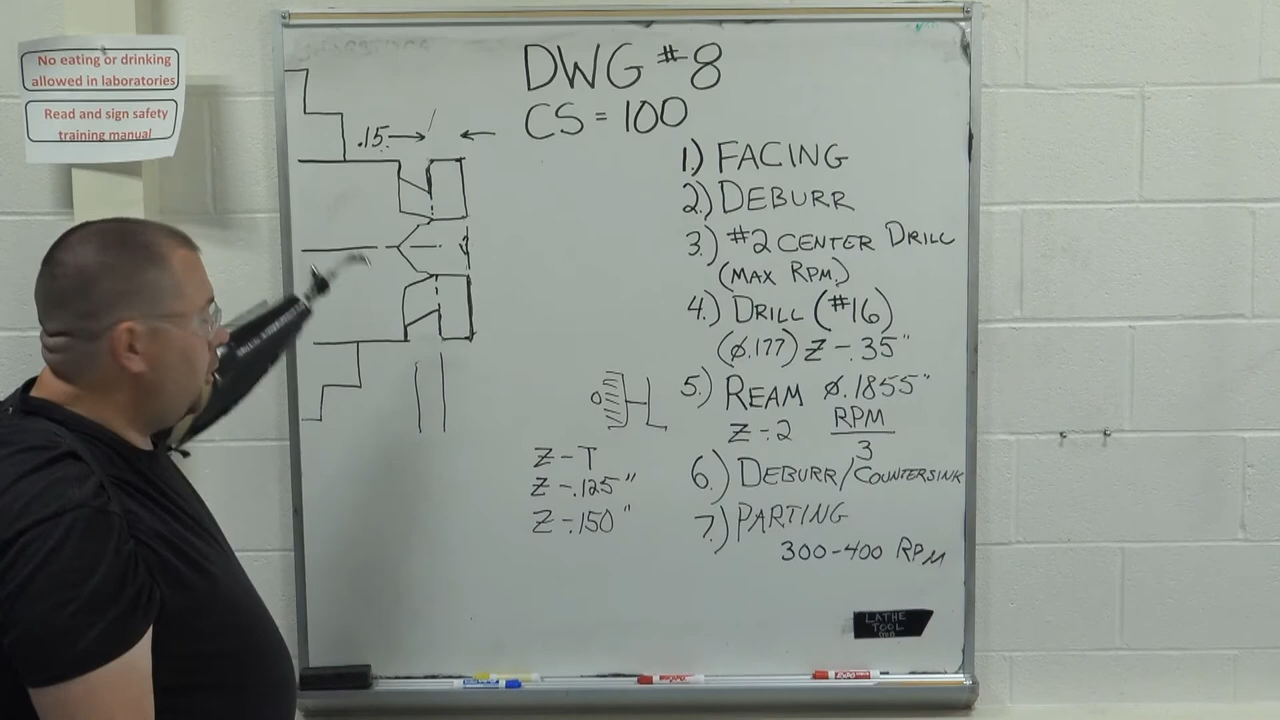 No eating or drinking
allowed in laboratories
Read and sign safety
training manual
DWG #8
CS = 100
.15
1.) FACING
2.) DEBURR
3.) #2 CENTER DRILL
(MAX RPM.)
4.) DRILL (#16)
(Ø.177) Z -.35"
5.) REAM Ø.1855"
Z -.2 RPM
3
6.) DEBURR/COUNTERSINK
7.) PARTING
300-400 RPM
O
Z - T
Z -.125"
Z -.150"
LATHE
TOOL